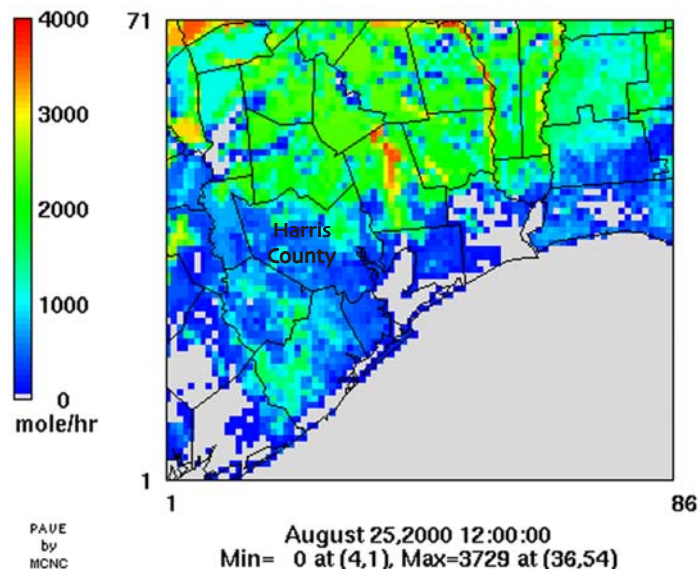 4000
3000
2000
1000
0
mole/hr
71
1
1
86
Harris
County
PAVE
by
MCNC
August 25,2000 12:00:00
Min= 0 at (4,1), Max=3729 at (36,54)